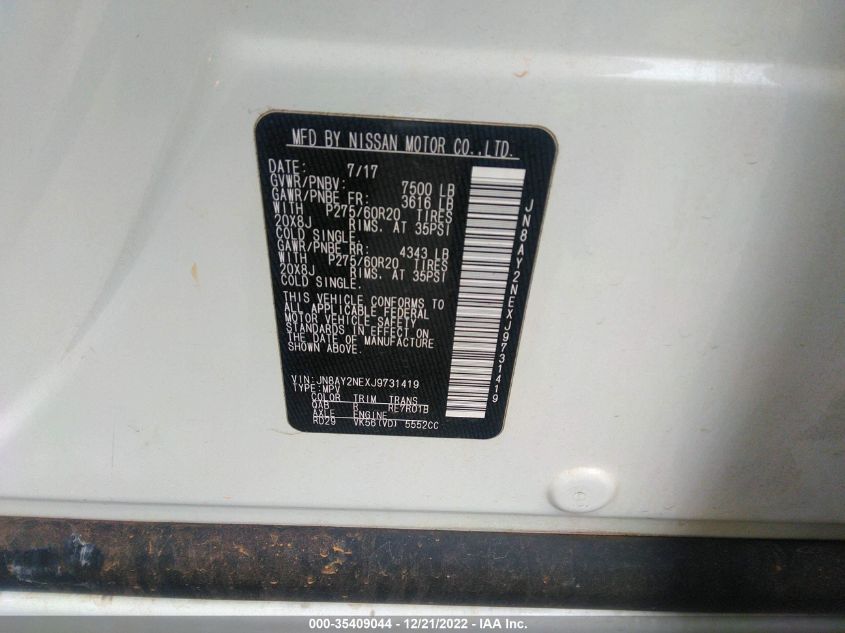 MFD BY NISSAN MOTOR CO.,LTD.
DATE: 7/17
GVWR/PNBV: 7500 LB
GAWR/PNBE FR: 3616 LB
WITH P275/60R20 TIRES
20X8J RIMS. AT 35PSI
COLD SINGLE.
GAWR/PNBE RR: 4343 LB
WITH P275/60R20 TIRES
20X8J RIMS. AT 35PSI
COLD SINGLE.
THIS VEHICLE CONFORMS TO
ALL APPLICABLE FEDERAL
MOTOR VEHICLE SAFETY
STANDARDS IN EFFECT ON
THE DATE OF MANUFACTURE
SHOWN ABOVE.
VIN:JN8AY2NEXJ9731419
TYPE:MPV
COLOR TRIM TRANS
QAB R RE7R01B
AXLE ENGINE
R029 VK56(VD) 5552CC
JN8AY2NEXJ9731419
000-35409044 - 12/21/2022 - IAA Inc.